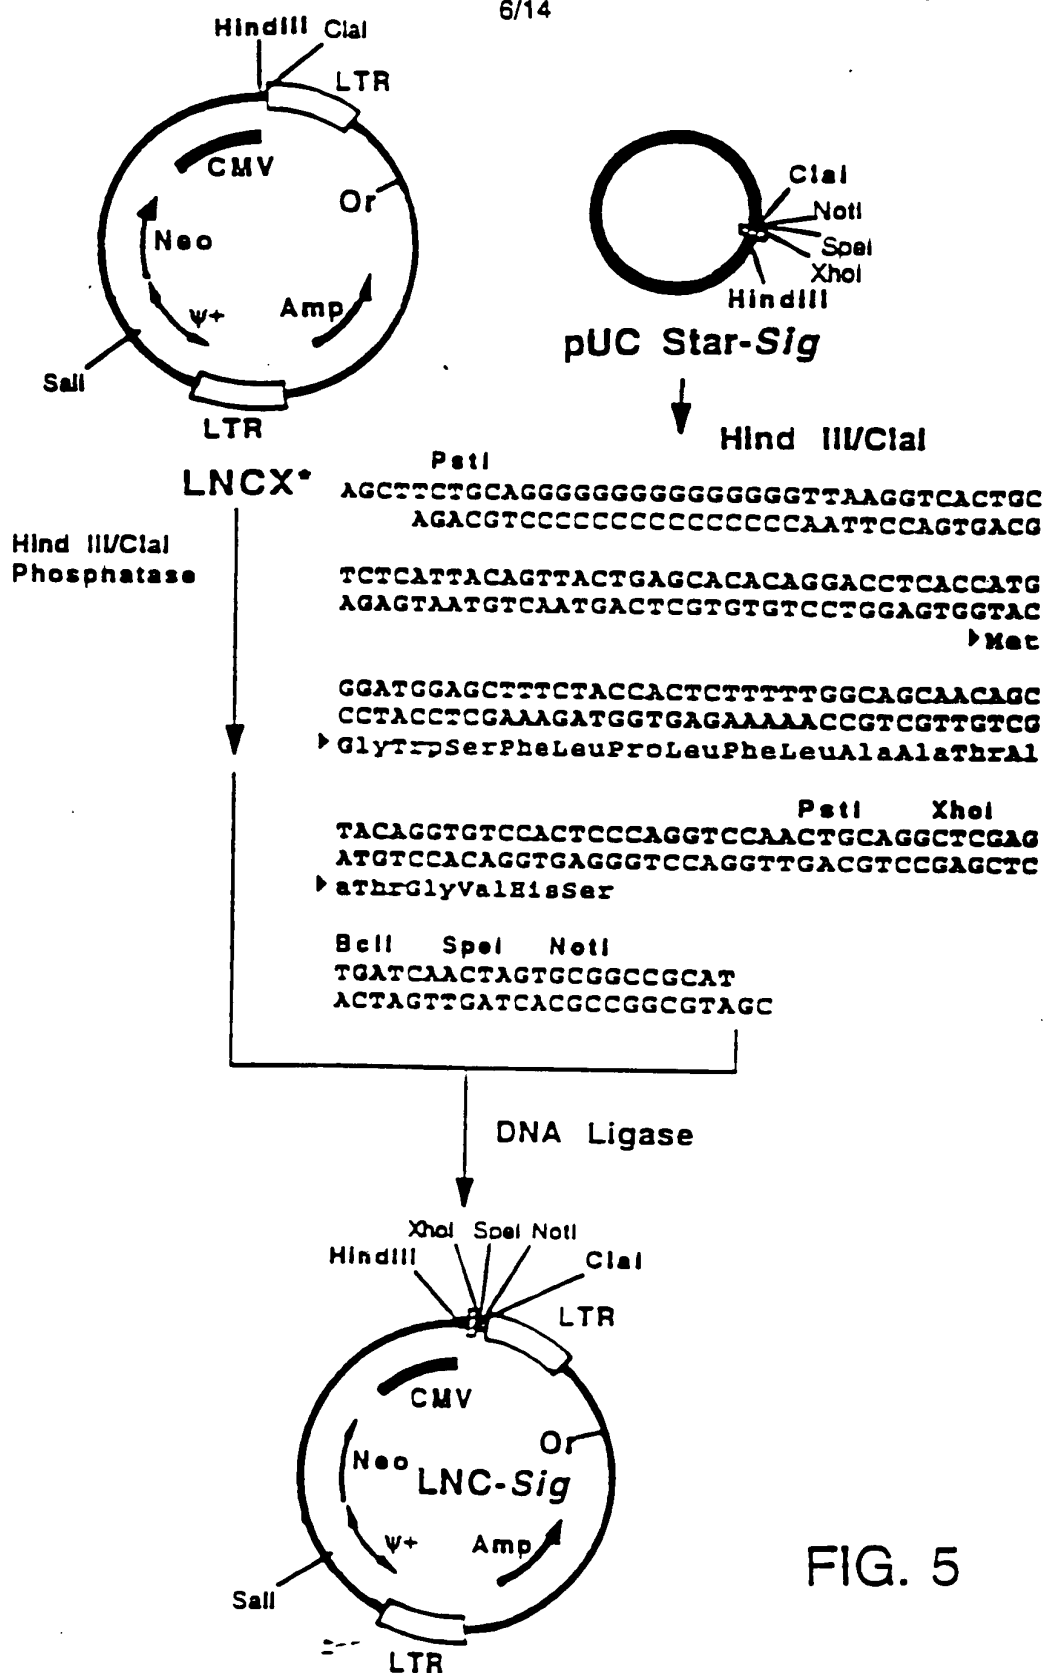 6/14
HindIII ClaI
LTR
CMV
Or
Neo
Ψ+
Amp
SalI
LTR
LNCX*
ClaI
NotI
SpeI
XhoI
HindIII
pUC Star-Sig
Hind III/ClaI
Hind III/ClaI
Phosphatase
PstI
AGCTTCTGCAGGGGGGGGGGGGGGGGTTAAGGTCACTGC
AGACGTCCCCCCCCCCCCCCCCAATTCCAGTGACG
TCTCATTACAGTTACTGAGCACACAGGACCTCACCATG
AGAGTAATGTCAATGACTCGTGTGTCCTGGAGTGGTAC
Met
GGATGGAGCTTTCTACCACTCTTTTTGGCAGCAACAGC
CCTACCTCGAAAGATGGTGAGAAAAACCGTCGTTGTCG
GlyTrpSerPheLeuProLeuPheLeuAlaAlaThrAl
PstI XhoI
TACAGGTGTCCACTCCCAGGTCCAACTGCAGGCTCGAG
ATGTCCACAGGTGAGGGTCCAGGTTGACGTCCGAGCTC
aThrGlyValHisSer
BclI SpeI NotI
TGATCAACTAGTGCGGCCGCAT
ACTAGTTGATCACGCCGGCGTAGC
DNA Ligase
XhoI SpeI NotI
HindIII ClaI
LTR
CMV
Or
Neo
LNC-Sig
Ψ+
Amp
SalI
LTR
FIG. 5